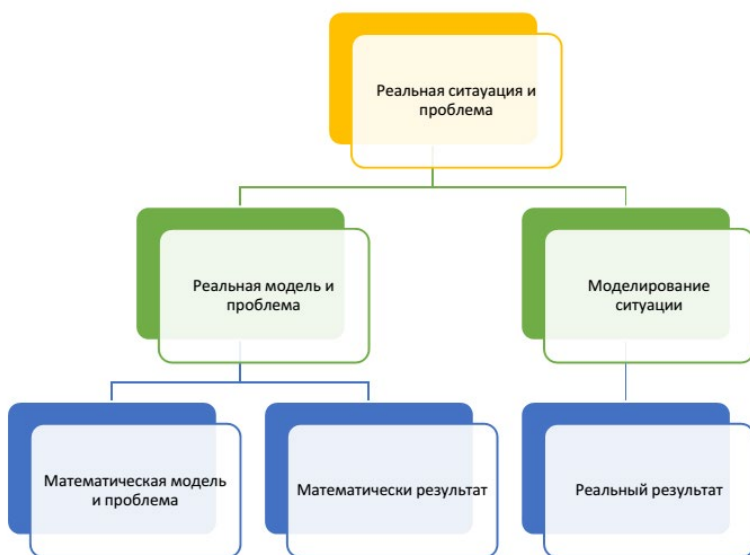 Реальная ситауация и
проблема
Реальная модель и
проблема
Моделирование
ситуации
Математическая модель
и проблема
Математически результат
Реальный результат